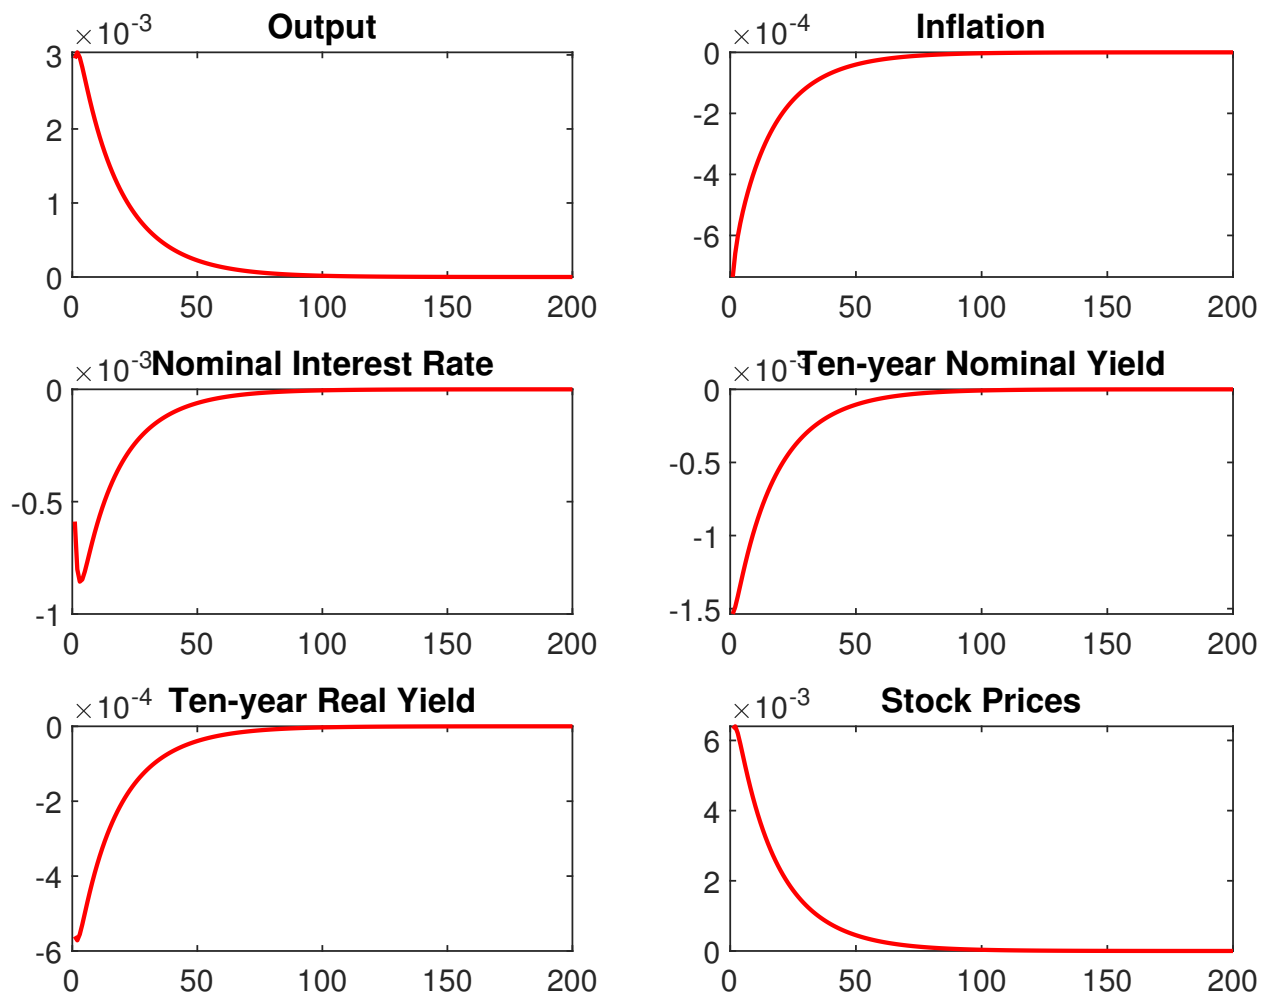 ×10-3 Output
3
2
1
0
0 50 100 150 200
×10-4 Inflation
0
-2
-4
-6
0 50 100 150 200
×10-3 Nominal Interest Rate
0
-0.5
-1
0 50 100 150 200
×10-3 Ten-year Nominal Yield
0
-0.5
-1
-1.5
0 50 100 150 200
×10-4 Ten-year Real Yield
0
-2
-4
-6
0 50 100 150 200
×10-3 Stock Prices
6
4
2
0
0 50 100 150 200